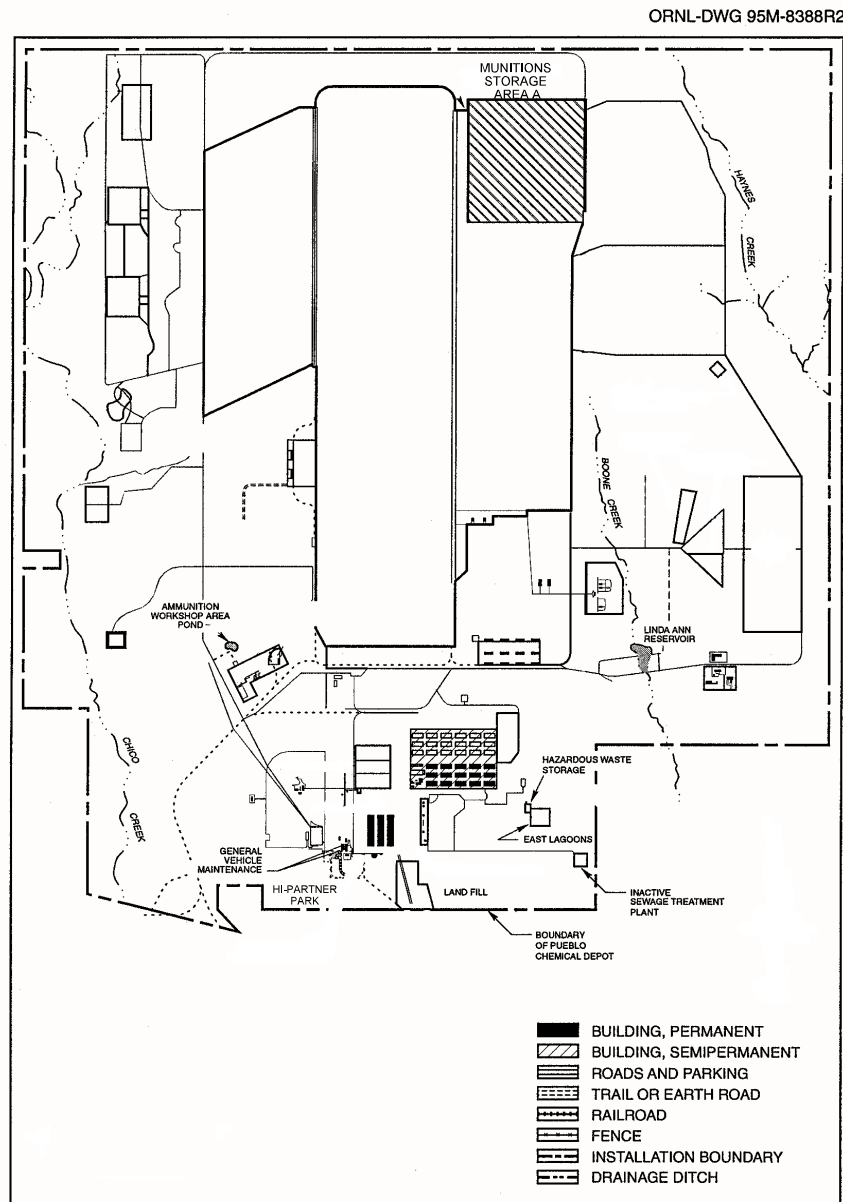 ORNL-DWG 95M-8388R2
MUNITIONS
STORAGE
AREA A
HAYNES
CREEK
BOONE
CREEK
AMMUNITION
WORKSHOP AREA
POND
LINDA ANN
RESERVOIR
CHICO
CREEK
HAZARDOUS WASTE
STORAGE
EAST LAGOONS
GENERAL
VEHICLE
MAINTENANCE
HI-PARTNER
PARK
LAND FILL
INACTIVE
SEWAGE TREATMENT
PLANT
BOUNDARY
OF PUEBLO
CHEMICAL DEPOT
BUILDING, PERMANENT
BUILDING, SEMIPERMANENT
ROADS AND PARKING
TRAIL OR EARTH ROAD
RAILROAD
FENCE
INSTALLATION BOUNDARY
DRAINAGE DITCH